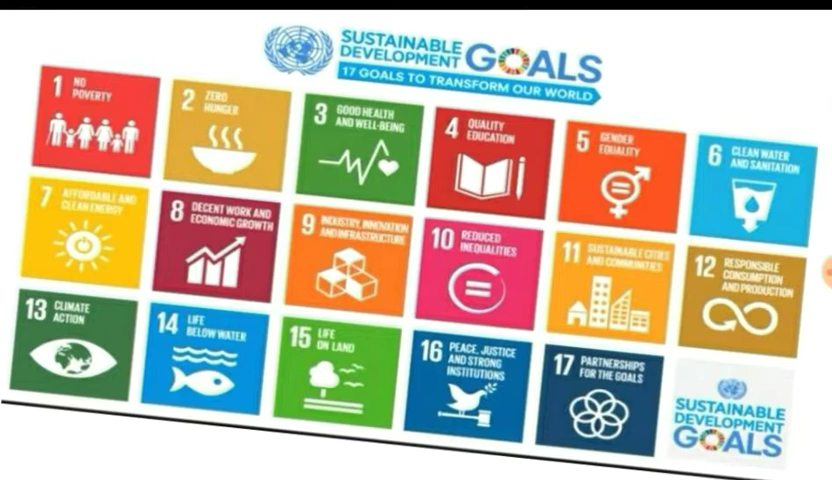 SUSTAINABLE
DEVELOPMENT
GOALS
17 GOALS TO TRANSFORM OUR WORLD
1 NO
POVERTY
2 ZERO
HUNGER
3 GOOD HEALTH
AND WELL-BEING
4 QUALITY
EDUCATION
5 GENDER
EQUALITY
6 CLEAN WATER
AND SANITATION
7 AFFORDABLE AND
CLEAN ENERGY
8 DECENT WORK AND
ECONOMIC GROWTH
9 INDUSTRY, INNOVATION
AND INFRASTRUCTURE
10 REDUCED
INEQUALITIES
11 SUSTAINABLE CITIES
AND COMMUNITIES
12 RESPONSIBLE
CONSUMPTION
AND PRODUCTION
13 CLIMATE
ACTION
14 LIFE
BELOW WATER
15 LIFE
ON LAND
16 PEACE, JUSTICE
AND STRONG
INSTITUTIONS
17 PARTNERSHIPS
FOR THE GOALS
SUSTAINABLE
DEVELOPMENT
GOALS